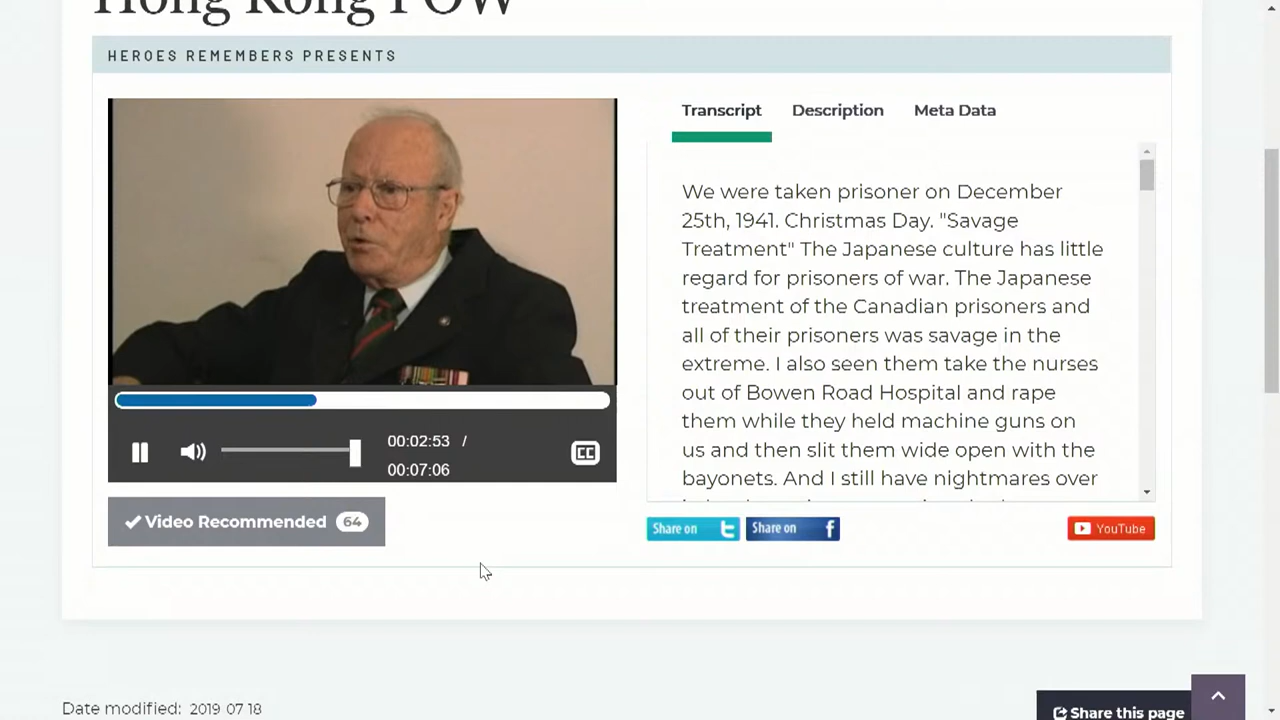 Hong Kong POW
HEROES REMEMBERS PRESENTS
Transcript Description Meta Data
We were taken prisoner on December
25th, 1941. Christmas Day. "Savage
Treatment" The Japanese culture has little
regard for prisoners of war. The Japanese
treatment of the Canadian prisoners and
all of their prisoners was savage in the
extreme. I also seen them take the nurses
out of Bowen Road Hospital and rape
them while they held machine guns on
us and then slit them wide open with the
bayonets. And I still have nightmares over
00:02:53 /
00:07:06
CC
Video Recommended 64
Share on
Share on f
YouTube
Date modified: 2019 07 18
Share this page